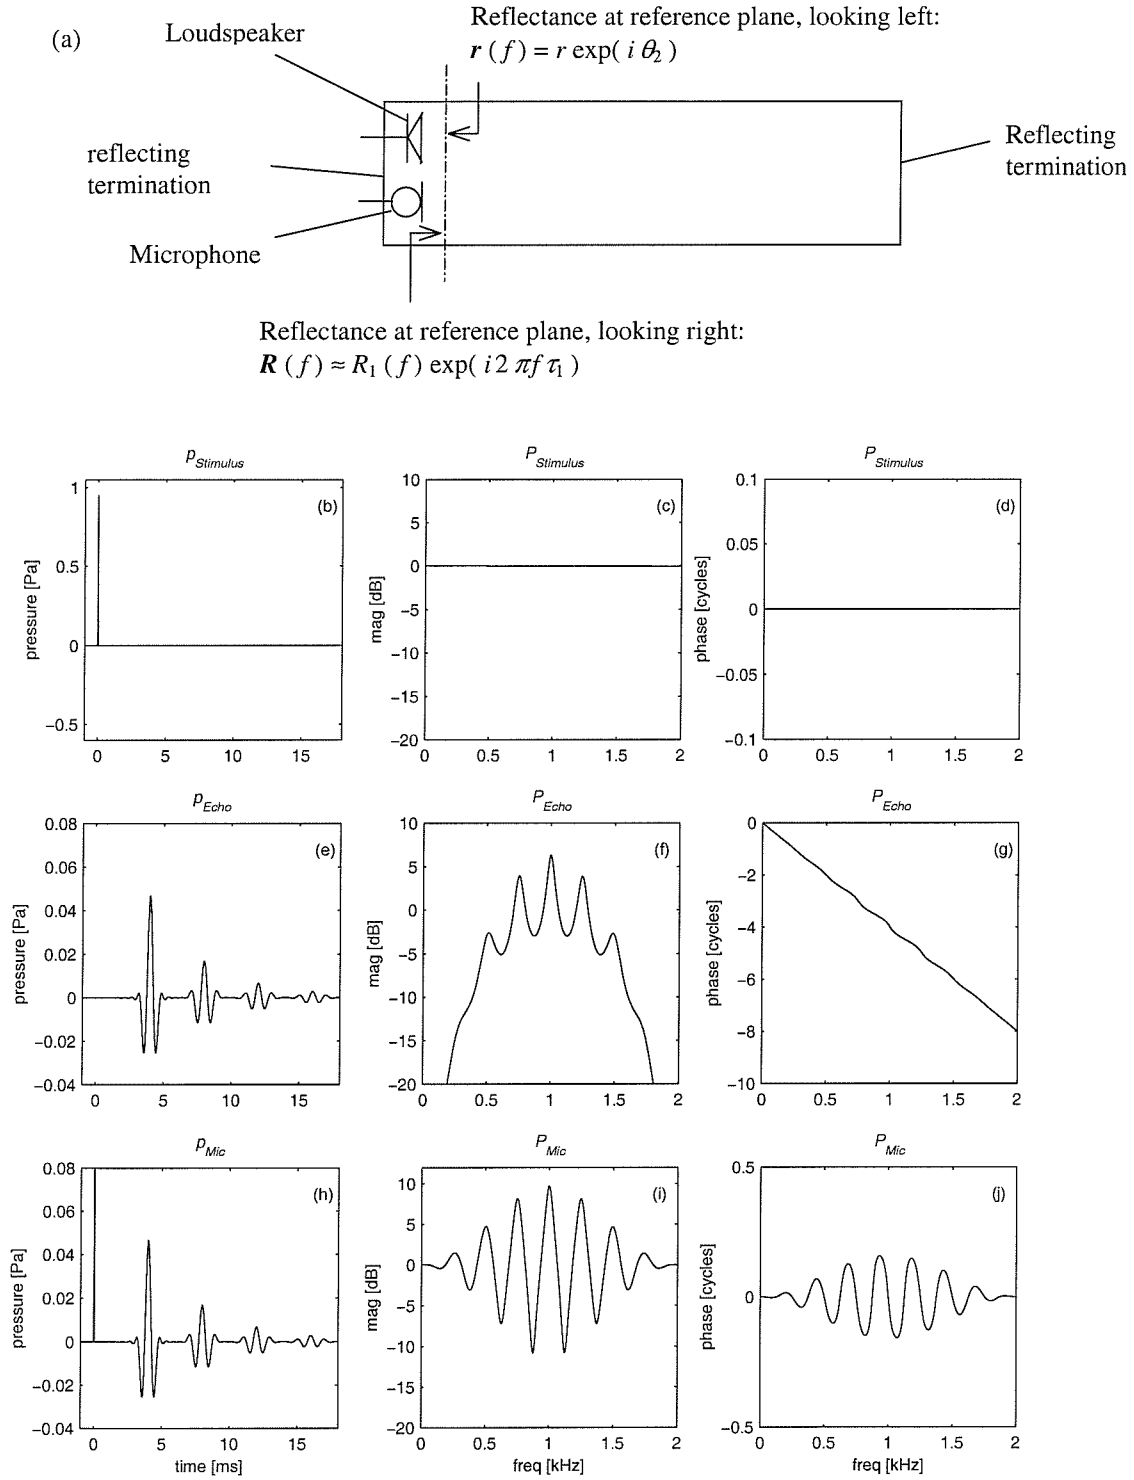 (a)
Loudspeaker
Reflectance at reference plane, looking left:
r ( f ) = r exp( i θ2 )
reflecting
termination
Reflecting
termination
Microphone
Reflectance at reference plane, looking right:
R ( f ) ≈ R1 ( f ) exp( i 2 πf τ1 )
pStimulus
PStimulus
PStimulus
(b)
1
0.5
0
−0.5
pressure [Pa]
0 5 10 15
(c)
10
5
0
−5
−10
−15
−20
mag [dB]
0 0.5 1 1.5 2
(d)
0.1
0.05
0
−0.05
−0.1
phase [cycles]
0 0.5 1 1.5 2
pEcho
PEcho
PEcho
(e)
0.08
0.06
0.04
0.02
0
−0.02
−0.04
pressure [Pa]
0 5 10 15
(f)
10
5
0
−5
−10
−15
−20
mag [dB]
0 0.5 1 1.5 2
(g)
0
−2
−4
−6
−8
−10
phase [cycles]
0 0.5 1 1.5 2
pMic
PMic
PMic
(h)
0.08
0.06
0.04
0.02
0
−0.02
−0.04
pressure [Pa]
0 5 10 15
time [ms]
(i)
10
5
0
−5
−10
−15
−20
mag [dB]
0 0.5 1 1.5 2
freq [kHz]
(j)
0.5
0
−0.5
phase [cycles]
0 0.5 1 1.5 2
freq [kHz]